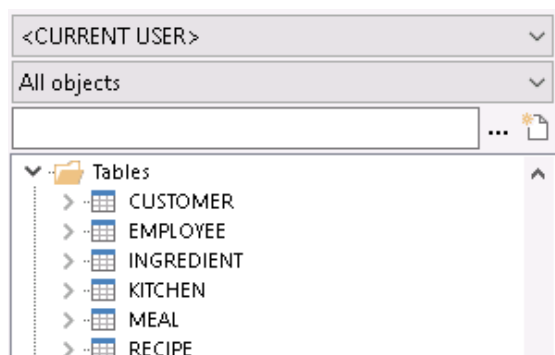 <CURRENT USER>
All objects
...
Tables
CUSTOMER
EMPLOYEE
INGREDIENT
KITCHEN
MEAL
RECIPE